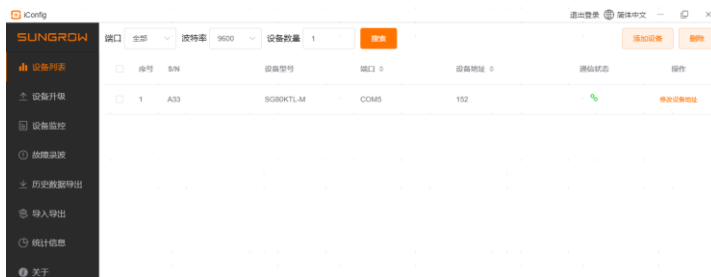 iConfig 退出登录 简体中文
SUNGROW 端口 全部 波特率 9600 设备数量 1 搜索 添加设备 删除
设备列表 序号 S/N 设备型号 端口 设备地址 通信状态 操作
设备升级 1 A33 SG80KTL-M COM5 152 修改设备地址
设备监控
故障录波
历史数据导出
导入导出
统计信息
关于